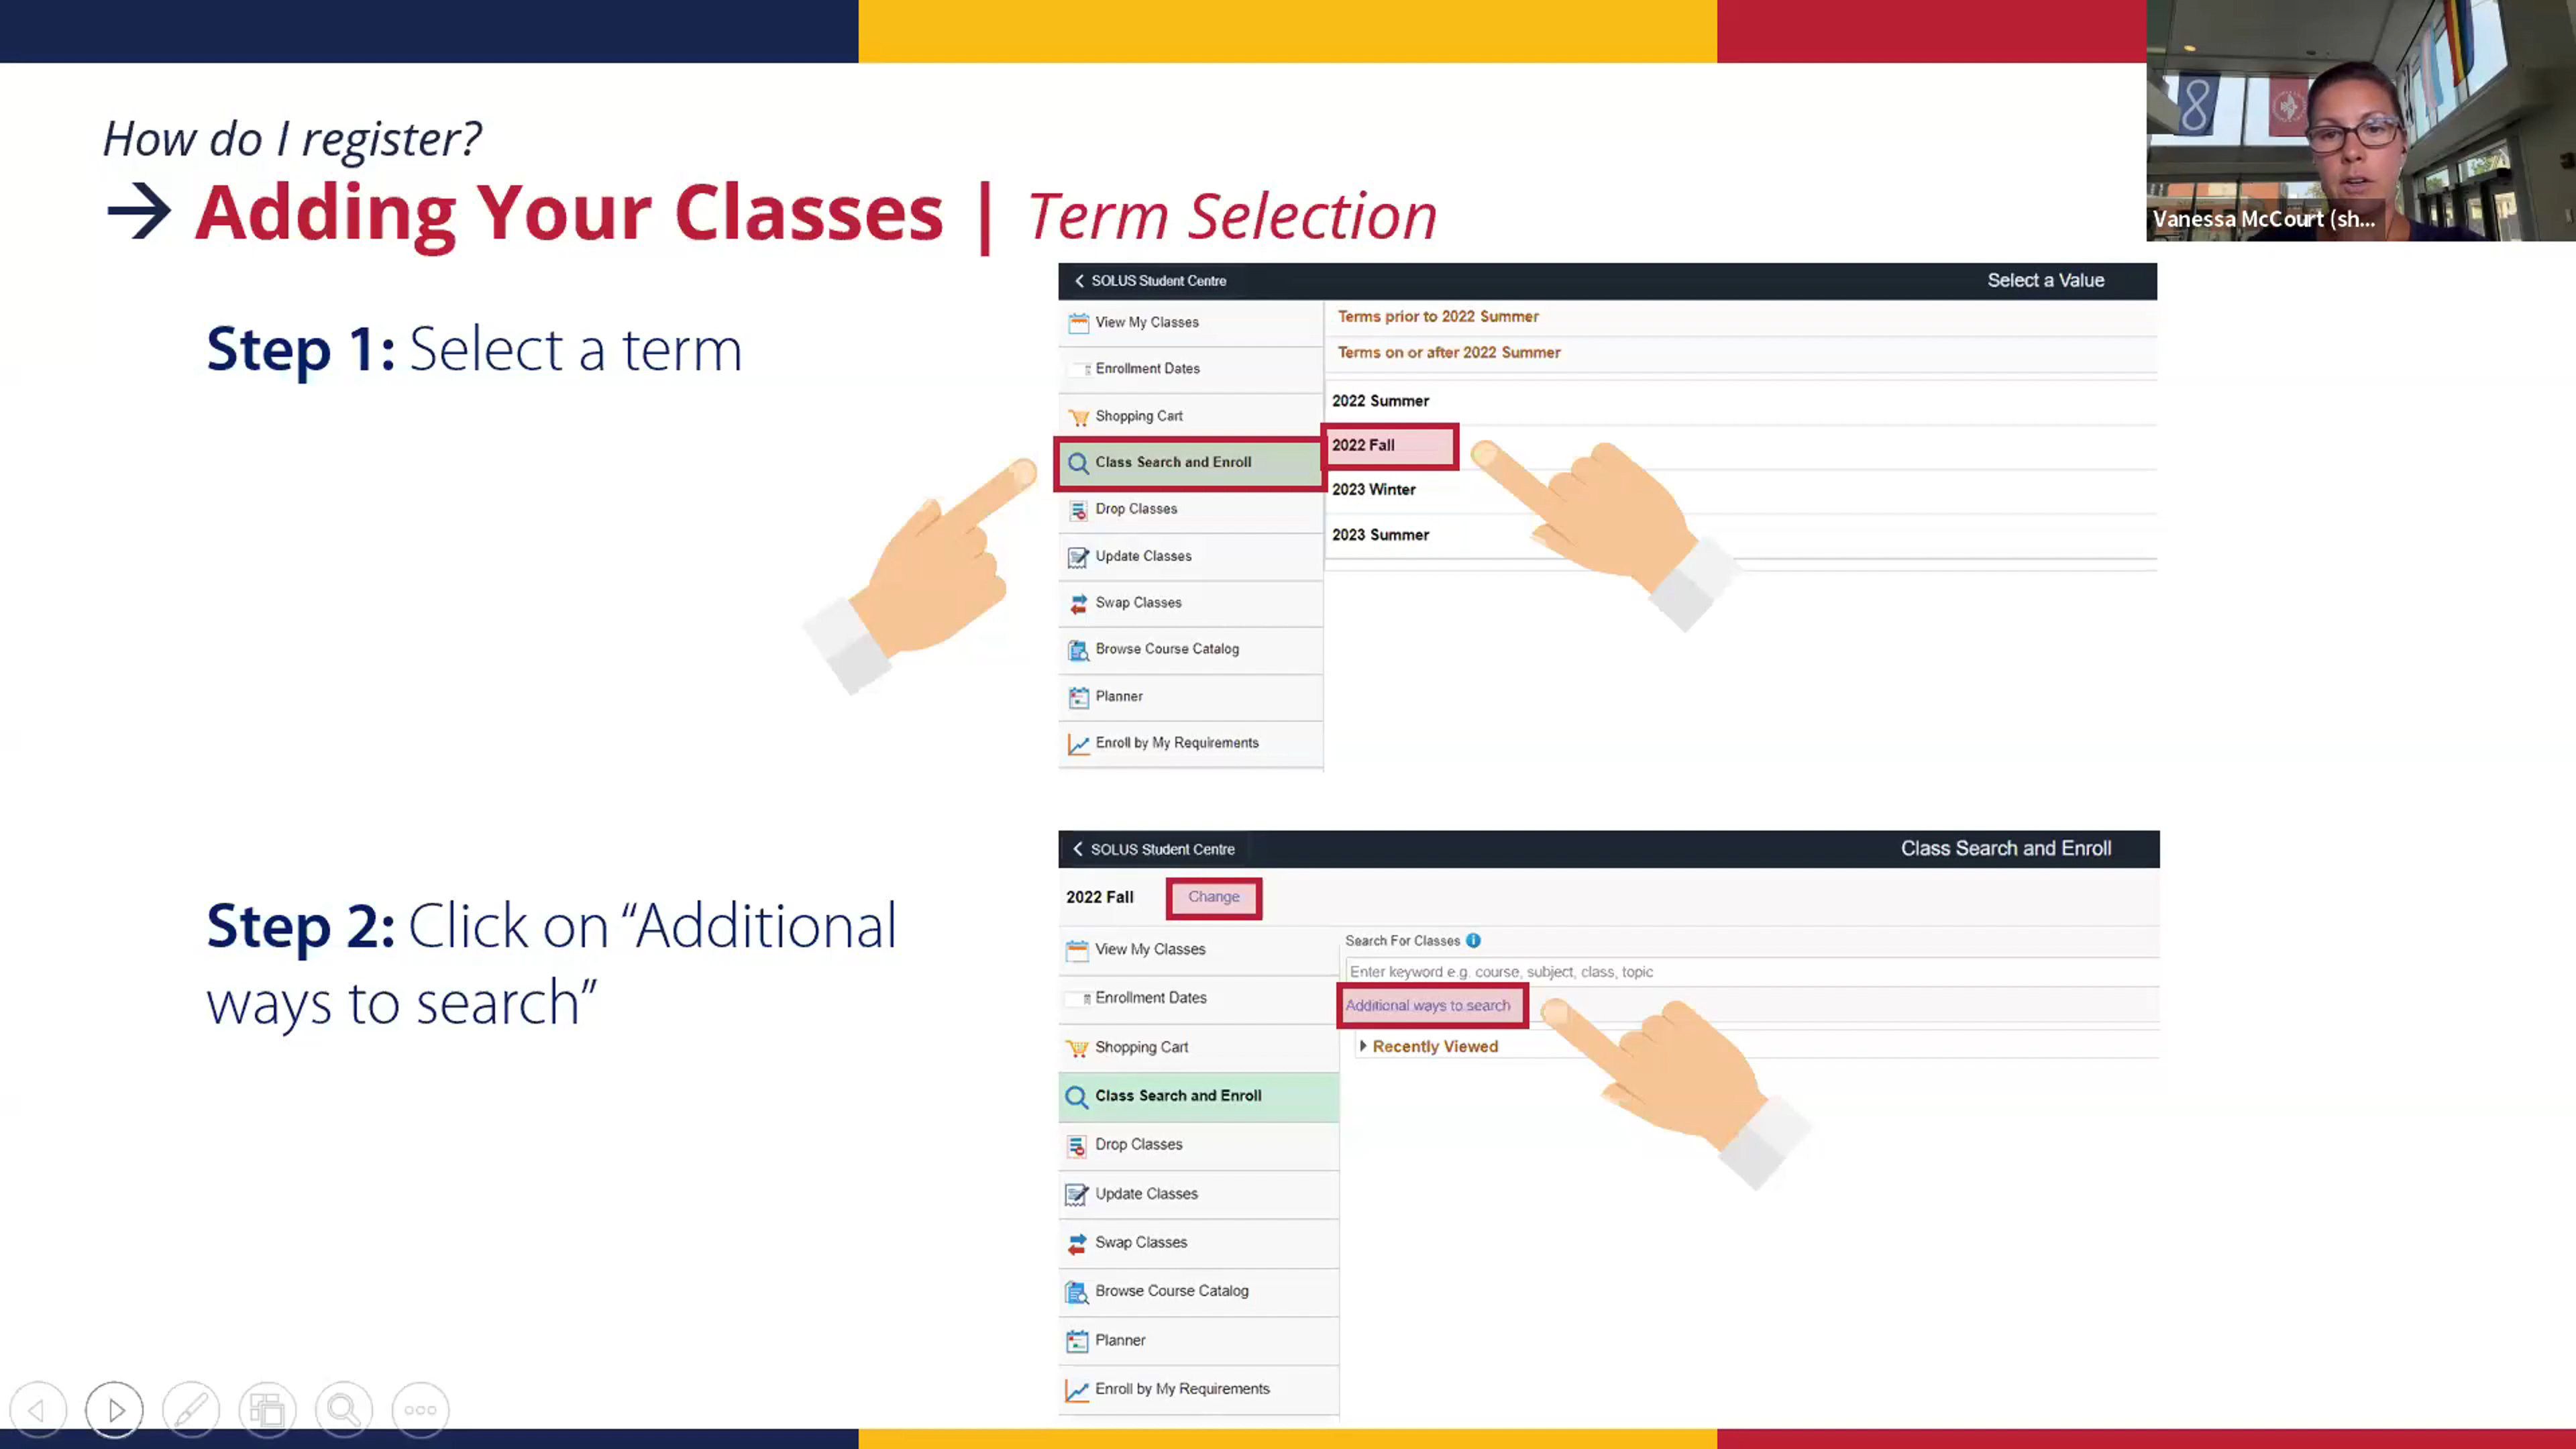 How do I register?
→ Adding Your Classes | Term Selection
Vanessa McCourt (sh...
Step 1: Select a term
SOLUS Student Centre
Select a Value
View My Classes
Enrollment Dates
Shopping Cart
Class Search and Enroll
Drop Classes
Update Classes
Swap Classes
Browse Course Catalog
Planner
Enroll by My Requirements
Terms prior to 2022 Summer
Terms on or after 2022 Summer
2022 Summer
2022 Fall
2023 Winter
2023 Summer
Step 2: Click on “Additional
ways to search”
SOLUS Student Centre
Class Search and Enroll
2022 Fall
Change
View My Classes
Enrollment Dates
Shopping Cart
Class Search and Enroll
Drop Classes
Update Classes
Swap Classes
Browse Course Catalog
Planner
Enroll by My Requirements
Search For Classes
Enter keyword e.g. course, subject, class, topic
Additional ways to search
Recently Viewed